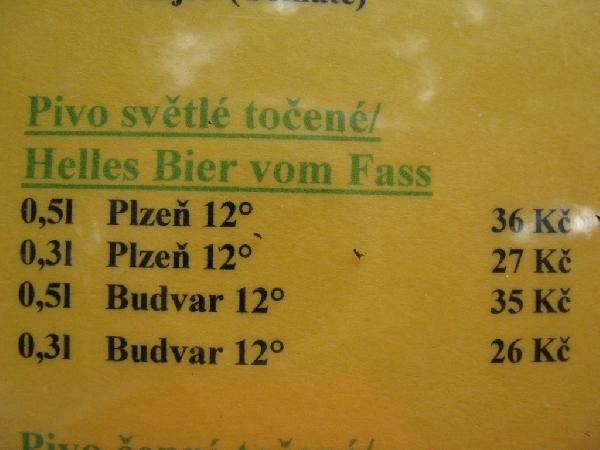 Pivo světlé točené/
Helles Bier vom Fass
0,5l Plzeň 12° 36 Kč
0,3l Plzeň 12° 27 Kč
0,5l Budvar 12° 35 Kč
0,3l Budvar 12° 26 Kč
Pivo